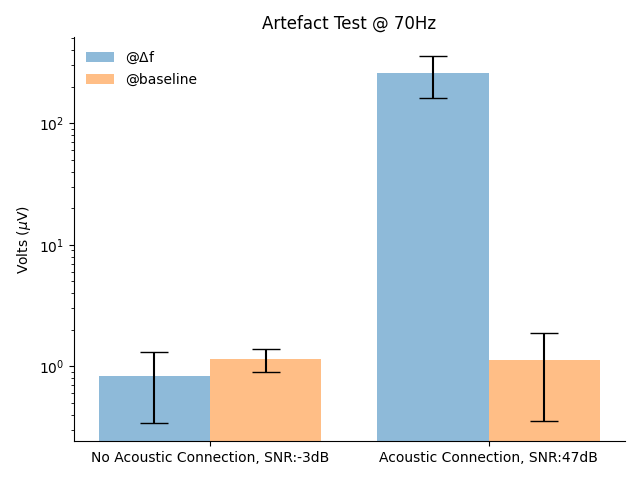 Artefact Test @ 70Hz
@Δf
@baseline
Volts (μV)
10²
10¹
10⁰
No Acoustic Connection, SNR:-3dB
Acoustic Connection, SNR:47dB